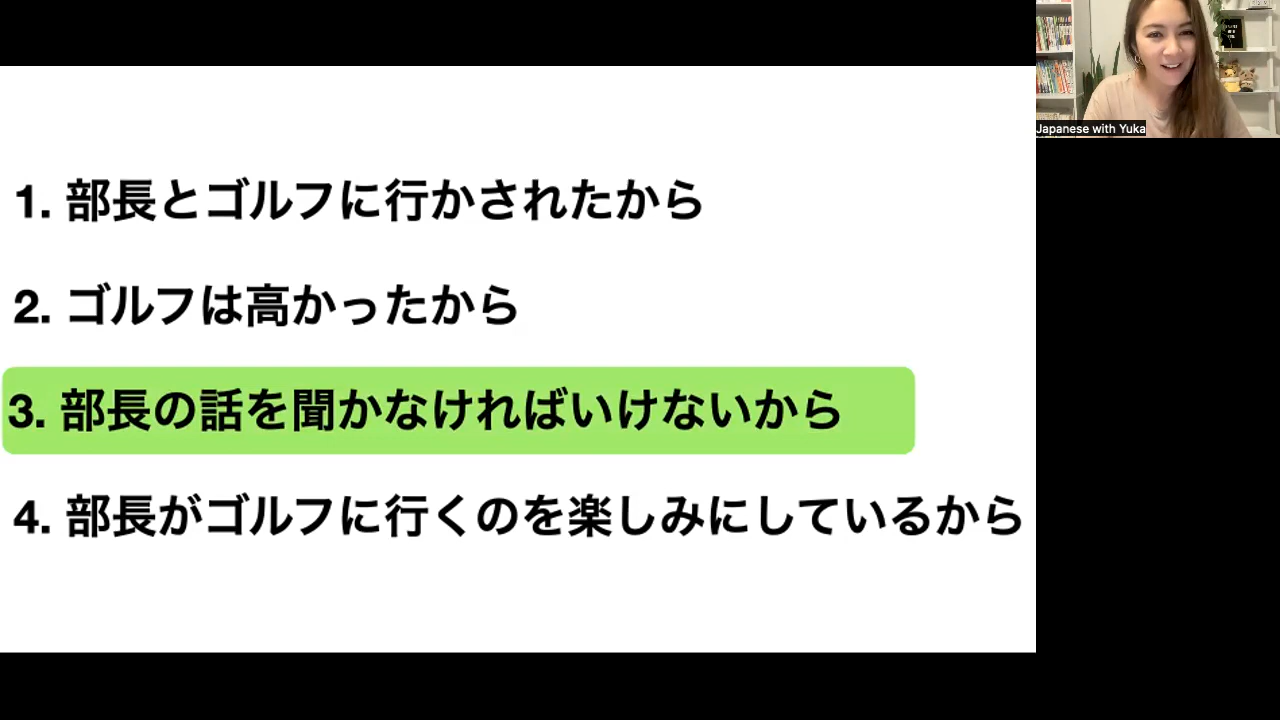 Japanese with Yuka
1. 部長とゴルフに行かされたから
2. ゴルフは高かったから
3. 部長の話を聞かなければいけないから
4. 部長がゴルフに行くのを楽しみにしているから